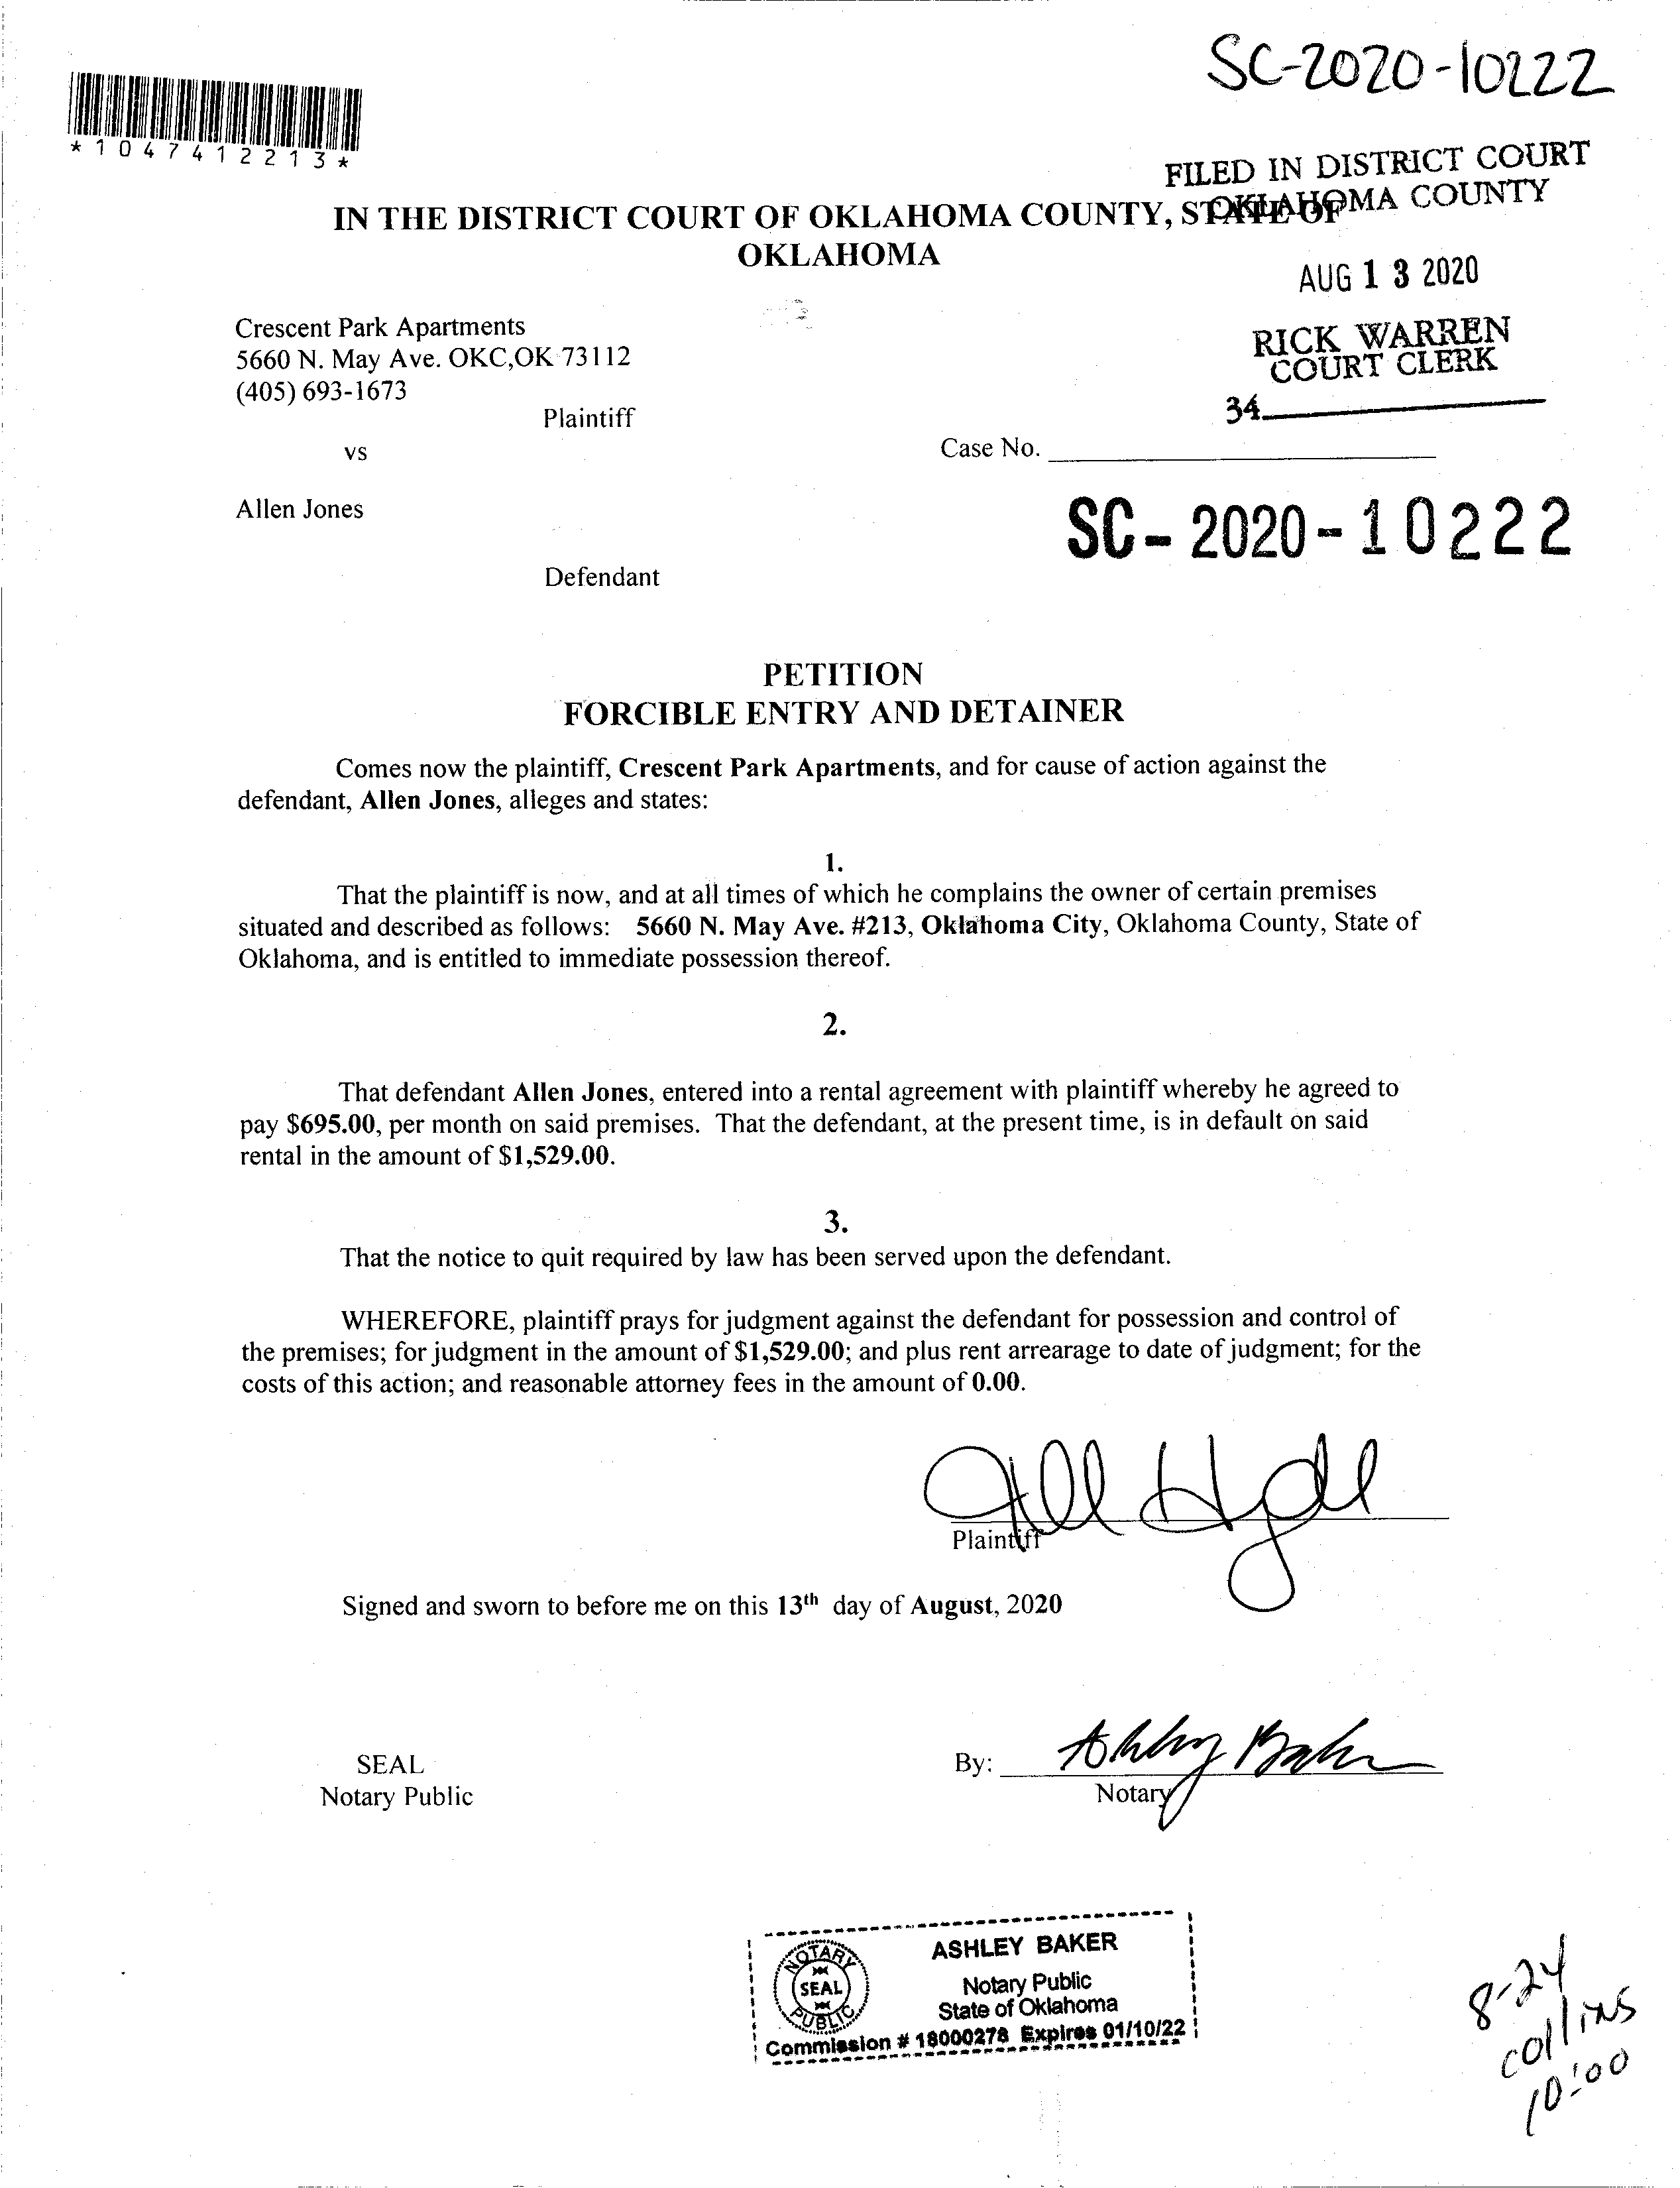 SC-2020-10222
*1047412213*
FILED IN DISTRICT COURT
OKLAHOMA COUNTY
IN THE DISTRICT COURT OF OKLAHOMA COUNTY, STATE OF
OKLAHOMA
AUG 13 2020
Crescent Park Apartments
5660 N. May Ave. OKC,OK 73112
(405) 693-1673
RICK WARREN
COURT CLERK
34
Plaintiff
vs
Case No.
Allen Jones
SC-2020-10222
Defendant
PETITION
FORCIBLE ENTRY AND DETAINER
Comes now the plaintiff, Crescent Park Apartments, and for cause of action against the
defendant, Allen Jones, alleges and states:
1.
That the plaintiff is now, and at all times of which he complains the owner of certain premises
situated and described as follows: 5660 N. May Ave. #213, Oklahoma City, Oklahoma County, State of
Oklahoma, and is entitled to immediate possession thereof.
2.
That defendant Allen Jones, entered into a rental agreement with plaintiff whereby he agreed to
pay $695.00, per month on said premises. That the defendant, at the present time, is in default on said
rental in the amount of $1,529.00.
3.
That the notice to quit required by law has been served upon the defendant.
WHEREFORE, plaintiff prays for judgment against the defendant for possession and control of
the premises; for judgment in the amount of $1,529.00; and plus rent arrearage to date of judgment; for the
costs of this action; and reasonable attorney fees in the amount of 0.00.
Plaintiff
Signed and sworn to before me on this 13th day of August, 2020
SEAL
Notary Public
By: Ashley Baker
Notary
NOTARY
SEAL
PUBLIC
ASHLEY BAKER
Notary Public
State of Oklahoma
Commission # 18000278 Expires 01/10/22
8-24
collins
10:00